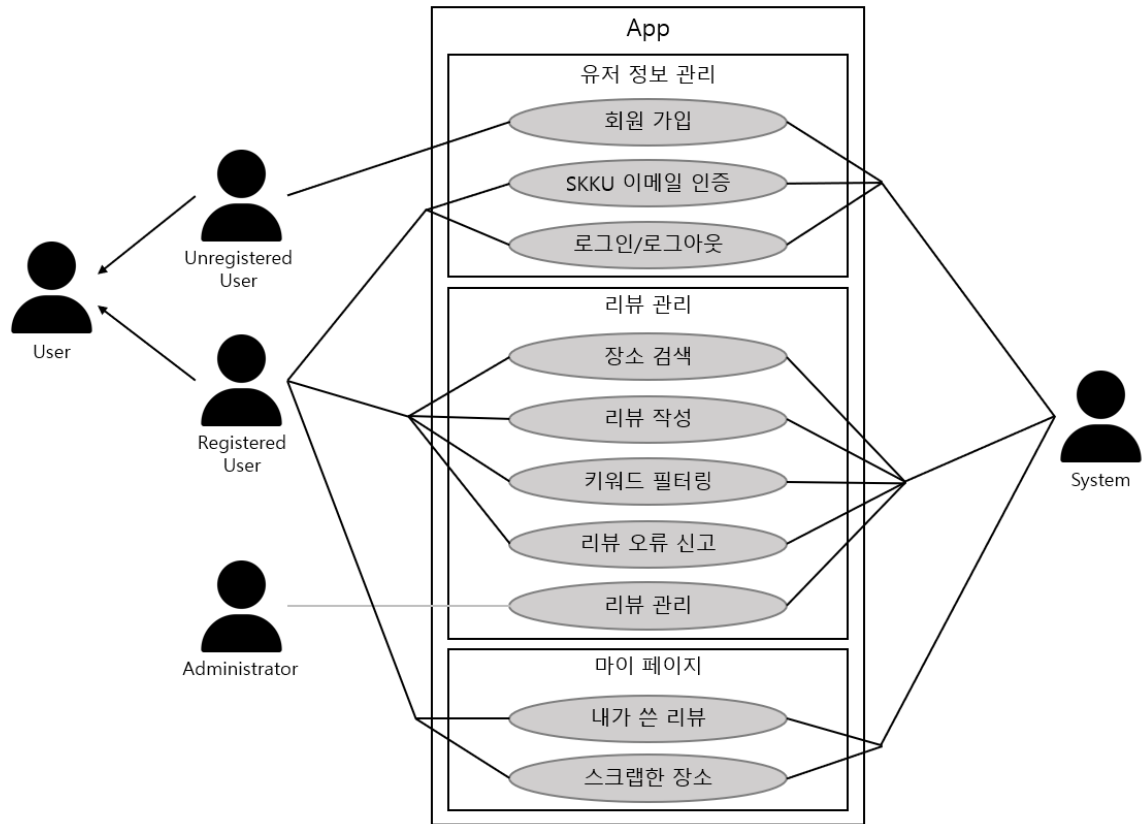 App
유저 정보 관리
회원 가입
SKKU 이메일 인증
로그인/로그아웃
Unregistered
User
User
Registered
User
리뷰 관리
장소 검색
리뷰 작성
키워드 필터링
리뷰 오류 신고
리뷰 관리
System
Administrator
마이 페이지
내가 쓴 리뷰
스크랩한 장소